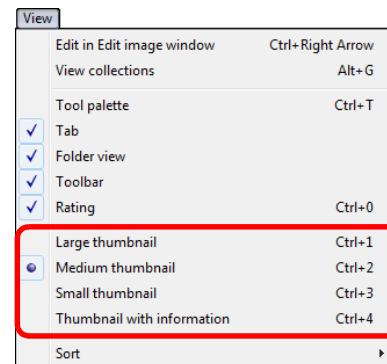 View
Edit in Edit image window Ctrl+Right Arrow
View collections Alt+G
Tool palette Ctrl+T
Tab
Folder view
Toolbar
Rating Ctrl+0
Large thumbnail Ctrl+1
Medium thumbnail Ctrl+2
Small thumbnail Ctrl+3
Thumbnail with information Ctrl+4
Sort